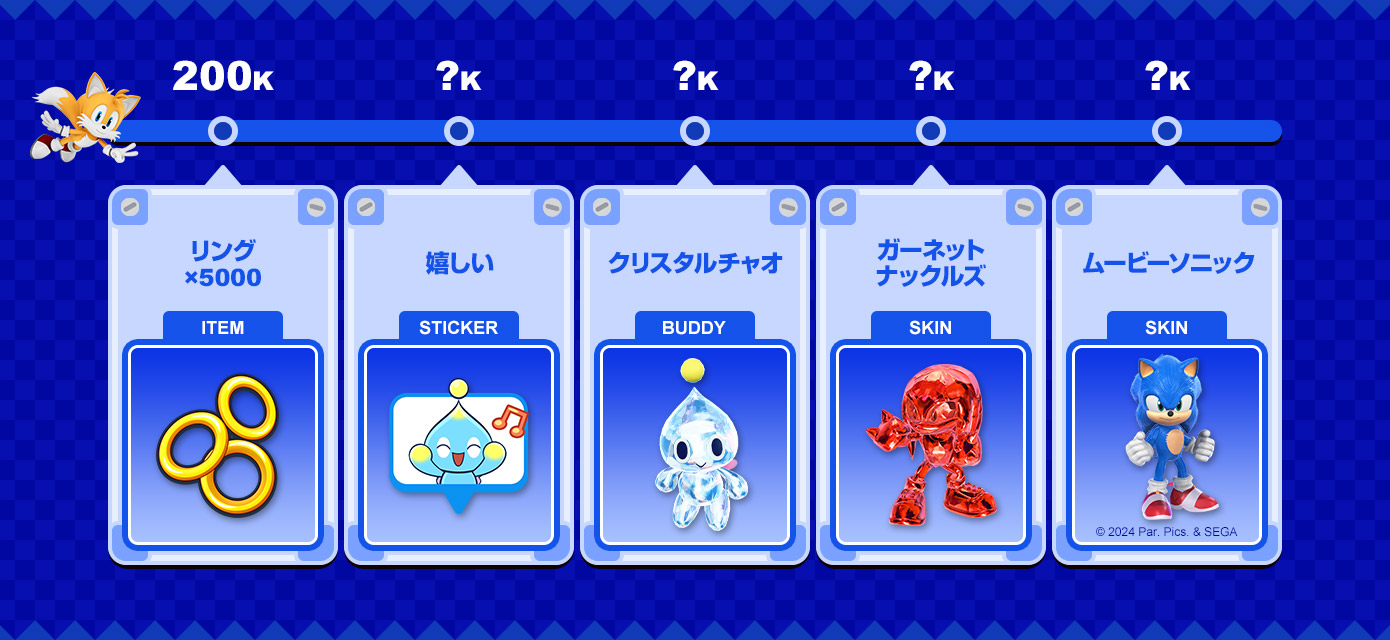 200K
?K
?K
?K
?K
リング
×5000
嬉しい
クリスタルチャオ
ガーネット
ナックルズ
ムービーソニック
ITEM
STICKER
BUDDY
SKIN
SKIN
© 2024 Par. Pics. & SEGA